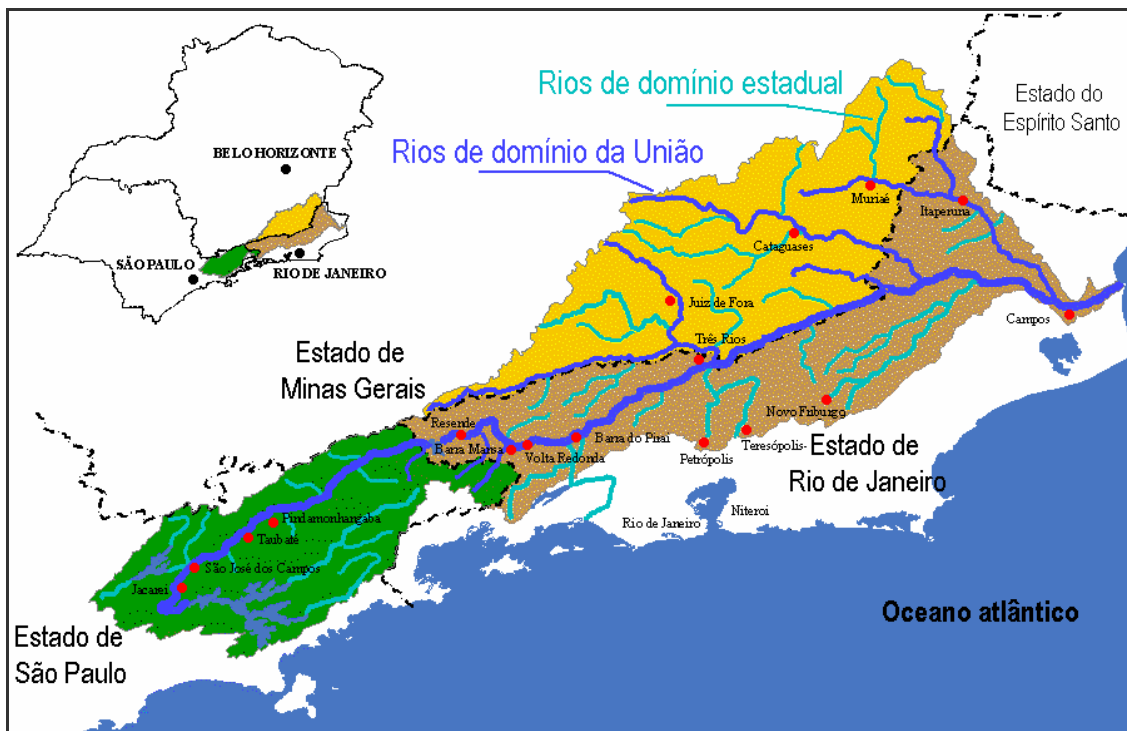 BELO HORIZONTE
SÃO PAULO
RIO DE JANEIRO
Rios de domínio estadual
Rios de domínio da União
Estado do
Espírito Santo
Muriaé
Itaperuna
Cataguases
Juiz de Fora
Campos
Três Rios
Estado de
Minas Gerais
Novo Friburgo
Resende
Barra Mansa
Volta Redonda
Barra do Piraí
Petrópolis
Teresópolis
Estado de
Rio de Janeiro
Rio de Janeiro
Niteroi
Pindamonhangaba
Taubaté
São José dos Campos
Jacareí
Oceano atlântico
Estado de
São Paulo